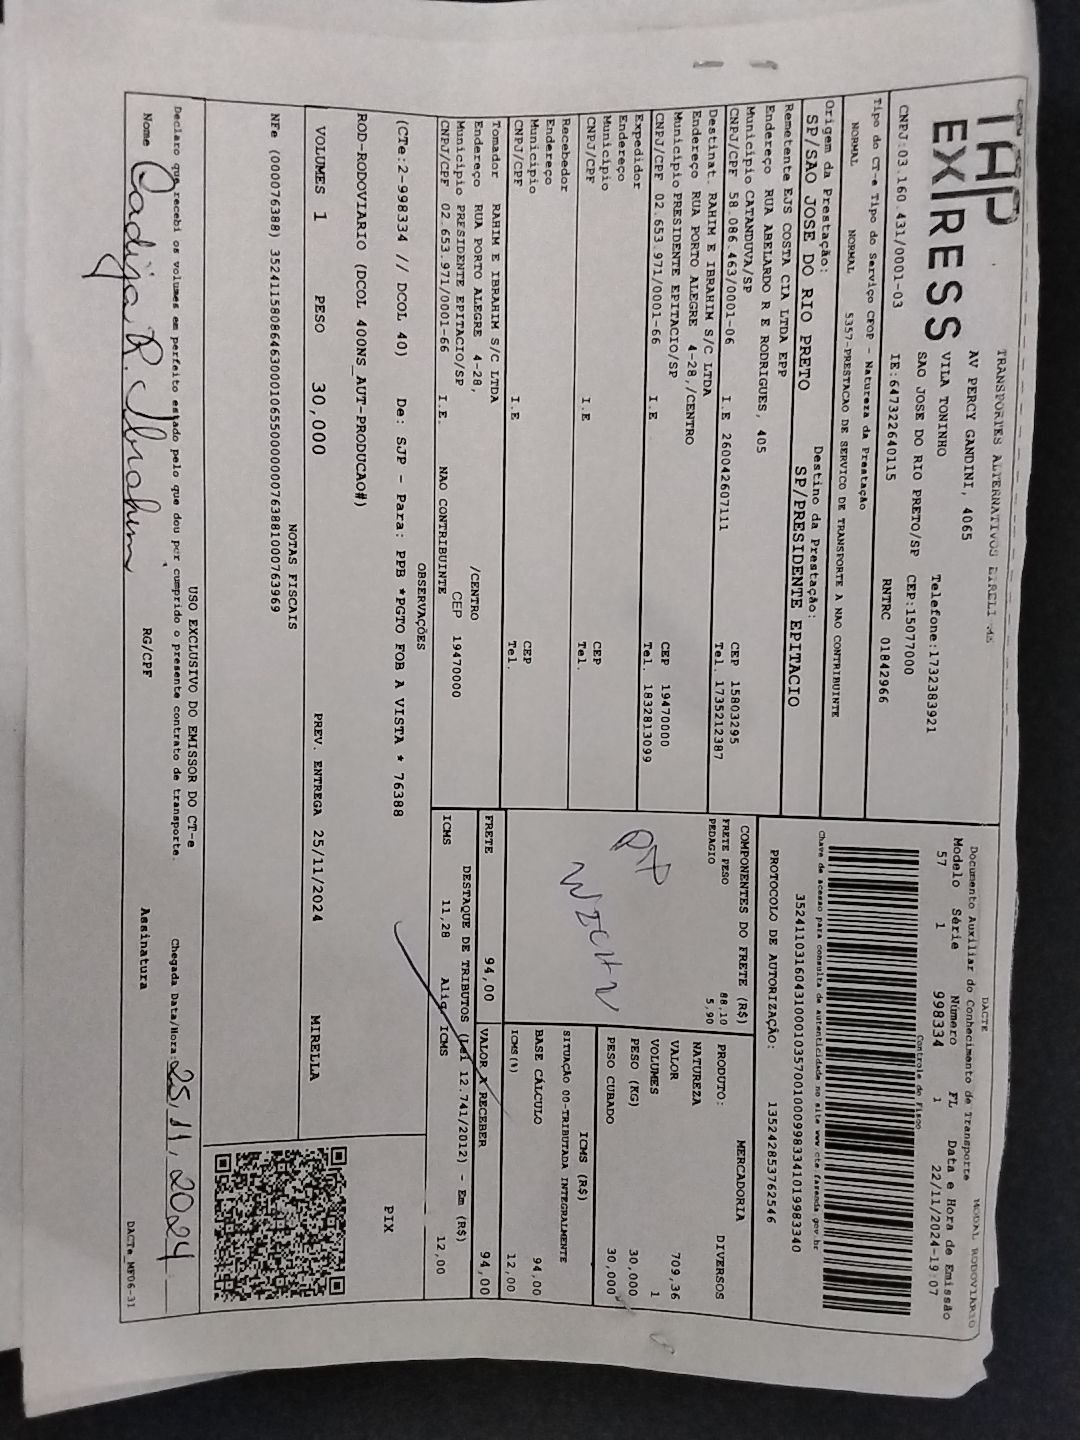 TAP
EXPRESS
TRANSPORTES ALTERNATIVOS EIRELI
AV PERCY GANDINI, 4065
VILA TONINHO
SAO JOSE DO RIO PRETO/SP CEP:15077000
Telefone:1732383921
CNPJ:03.160.431/0001-03 IE:647322640115 RNTRC 01842966
Tipo do CT-e Tipo do Serviço CFOP - Natureza da Prestação
NORMAL NORMAL 5357-PRESTACAO DE SERVICO DE TRANSPORTE A NAO CONTRIBUINTE
Origem da Prestação: Destino da Prestação:
SP/SAO JOSE DO RIO PRETO SP/PRESIDENTE EPITACIO
Remetente EJS COSTA CIA LTDA EPP
Endereço RUA ABELARDO R E RODRIGUES, 405
Município CATANDUVA/SP CEP 15803295
CNPJ/CPF 58.086.463/0001-06 I.E 260042607111 Tel. 1735212387
Destinat. RAHIM E IBRAHIM S/C LTDA
Endereço RUA PORTO ALEGRE 4-28,/CENTRO
Município PRESIDENTE EPITACIO/SP CEP 19470000
CNPJ/CPF 02.653.971/0001-66 I.E Tel. 1832813099
Expedidor
Endereço
Município CEP
CNPJ/CPF I.E Tel.
Recebedor
Endereço
Município CEP
CNPJ/CPF I.E Tel.
Tomador RAHIM E IBRAHIM S/C LTDA
Endereço RUA PORTO ALEGRE 4-28, /CENTRO
Município PRESIDENTE EPITACIO/SP CEP 19470000
CNPJ/CPF 02.653.971/0001-66 I.E. NAO CONTRIBUINTE
DACTE
MODAL RODOVIARIO
Documento Auxiliar do Conhecimento de Transporte
Modelo Série Número FL Data e Hora de Emissão
57 1 998334 1 22/11/2024-19:07
Controle do Fisco
Chave de acesso para consulta de autenticidade no site www.cte.fazenda.gov.br
35241103160431000103570010009983341019983340
PROTOCOLO DE AUTORIZAÇÃO: 135242853762546
COMPONENTES DO FRETE (R$)
FRETE PESO 88,10
PEDAGIO 5,90
MERCADORIA
PRODUTO: DIVERSOS
NATUREZA
VALOR 709,36
VOLUMES 1
PESO (KG) 30,000
PESO CUBADO 30,000
ICMS (R$)
SITUAÇÃO 00-TRIBUTADA INTEGRALMENTE
BASE CÁLCULO 94,00
ICMS(%) 12,00
FRETE 94,00 VALOR A RECEBER 94,00
DESTAQUE DE TRIBUTOS (Lei 12.741/2012) - Em (R$)
ICMS 11,28 Aliq ICMS 12,00
OBSERVAÇÕES
(CTe:2-998334 // DCOL 40) De: SJP - Para: PPB *PGTO FOB A VISTA * 76388
PIX
ROD-RODOVIARIO (DCOL 400NS_AUT-PRODUCAO#)
VOLUMES 1 PESO 30,000 PREV. ENTREGA 25/11/2024 MIRELLA
NOTAS FISCAIS
NFe (000076388) 35241158086463000106550000000763881000763969
USO EXCLUSIVO DO EMISSOR DO CT-e
Declaro que recebi os volumes em perfeito estado pelo que dou por cumprido o presente contrato de transporte. Chegada Data/Hora: 25,11,2024
Nome Cadija R. Ibrahim RG/CPF Assinatura
DACTe_MF06-31